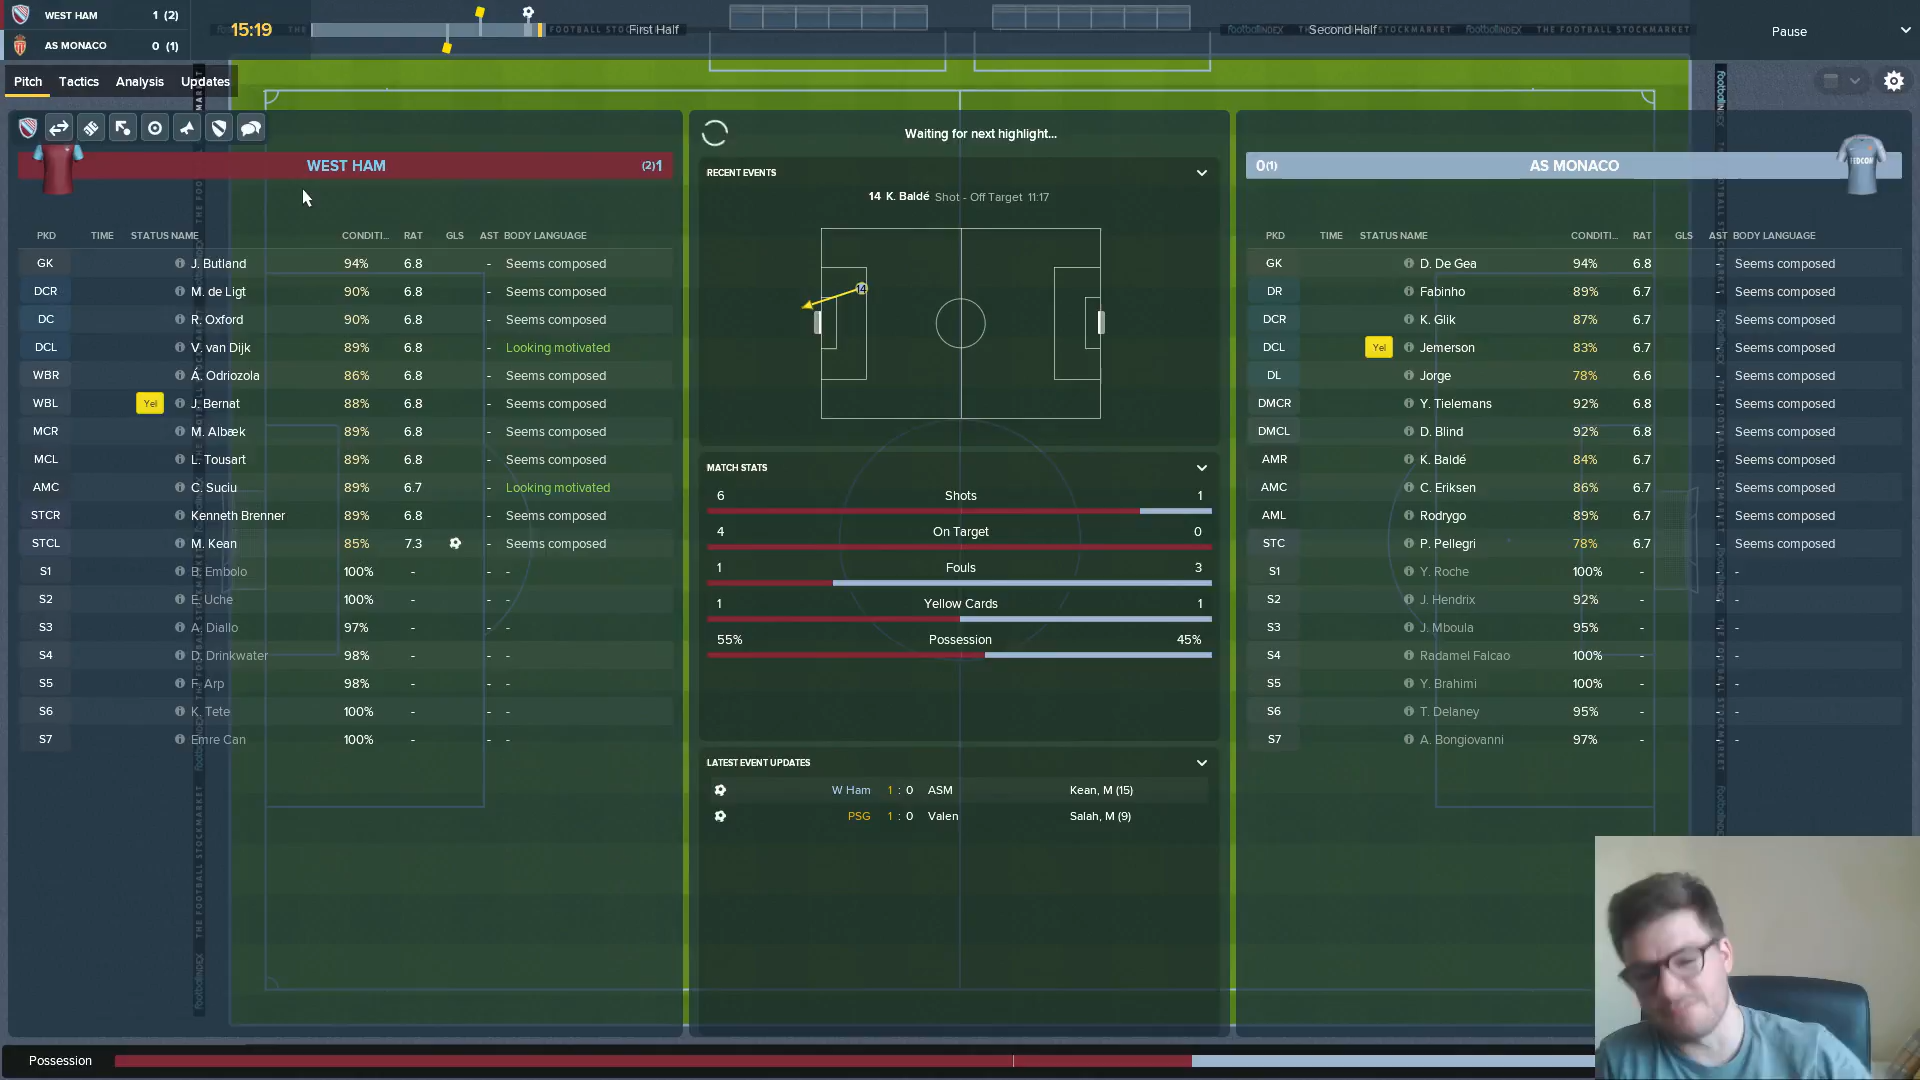 WEST HAM 1 (2)
AS MONACO 0 (1)
15:19
FOOTBALL STOCKMARKET
First Half
Second Half
footballINDEX THE FOOTBALL STOCKMARKET footballINDEX THE FOOTBALL STOCKMARKET
Pause
Pitch Tactics Analysis Updates
WEST HAM (2)1
PKD TIME STATUS NAME CONDITI... RAT GLS AST BODY LANGUAGE
GK J. Butland 94% 6.8 - Seems composed
DCR M. de Ligt 90% 6.8 - Seems composed
DC R. Oxford 90% 6.8 - Seems composed
DCL V. van Dijk 89% 6.8 - Looking motivated
WBR Á. Odriozola 86% 6.8 - Seems composed
WBL Yel J. Bernat 88% 6.8 - Seems composed
MCR M. Albæk 89% 6.8 - Seems composed
MCL L. Tousart 89% 6.8 - Seems composed
AMC C. Suciu 89% 6.7 - Looking motivated
STCR Kenneth Brenner 89% 6.8 - Seems composed
STCL M. Kean 85% 7.3 - Seems composed
S1 B. Embolo 100% - - -
S2 E. Uche 100% - - -
S3 A. Diallo 97% - - -
S4 D. Drinkwater 98% - - -
S5 F. Arp 98% - - -
S6 K. Tete 100% - - -
S7 Emre Can 100% - - -
Waiting for next highlight...
RECENT EVENTS
14 K. Baldé Shot - Off Target 11:17
14
MATCH STATS
6 Shots 1
4 On Target 0
1 Fouls 3
1 Yellow Cards 1
55% Possession 45%
LATEST EVENT UPDATES
W Ham 1 : 0 ASM Kean, M (15)
PSG 1 : 0 Valen Salah, M (9)
0(1) AS MONACO
FEDCOM
PKD TIME STATUS NAME CONDITI... RAT GLS AST BODY LANGUAGE
GK D. De Gea 94% 6.8 - Seems composed
DR Fabinho 89% 6.7 - Seems composed
DCR K. Glik 87% 6.7 - Seems composed
DCL Yel Jemerson 83% 6.7 - Seems composed
DL Jorge 78% 6.6 - Seems composed
DMCR Y. Tielemans 92% 6.8 - Seems composed
DMCL D. Blind 92% 6.8 - Seems composed
AMR K. Baldé 84% 6.7 - Seems composed
AMC C. Eriksen 86% 6.7 - Seems composed
AML Rodrygo 89% 6.7 - Seems composed
STC P. Pellegri 78% 6.7 - Seems composed
S1 Y. Roche 100% - - -
S2 J. Hendrix 92% - - -
S3 J. Mboula 95% - - -
S4 Radamel Falcao 100% - - -
S5 Y. Brahimi 100% - - -
S6 T. Delaney 95% - - -
S7 A. Bongiovanni 97% - - -
Possession